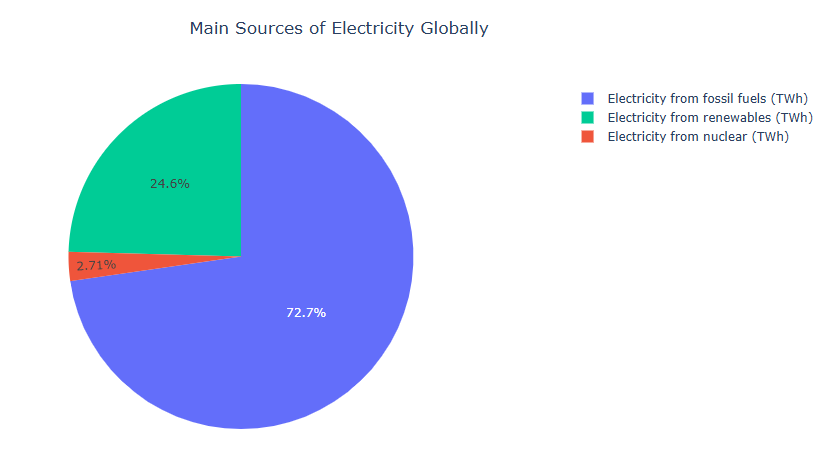 Main Sources of Electricity Globally
Electricity from fossil fuels (TWh)
Electricity from renewables (TWh)
Electricity from nuclear (TWh)
24.6%
2.71%
72.7%